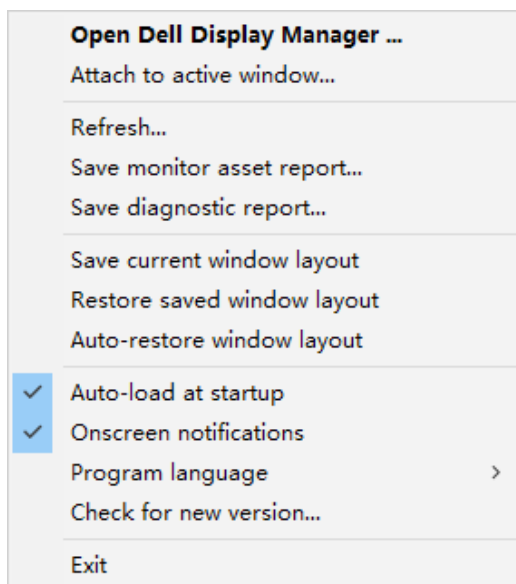 Open Dell Display Manager ...
Attach to active window...
Refresh...
Save monitor asset report...
Save diagnostic report...
Save current window layout
Restore saved window layout
Auto-restore window layout
Auto-load at startup
Onscreen notifications
Program language
Check for new version...
Exit